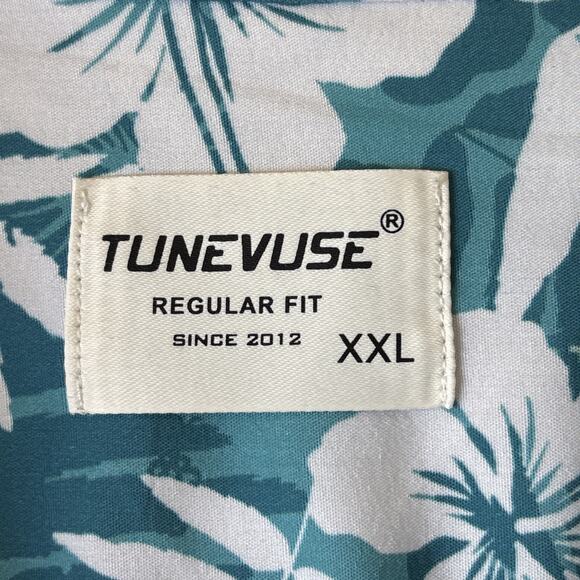 TUNEVUSE®
REGULAR FIT
SINCE 2012
XXL